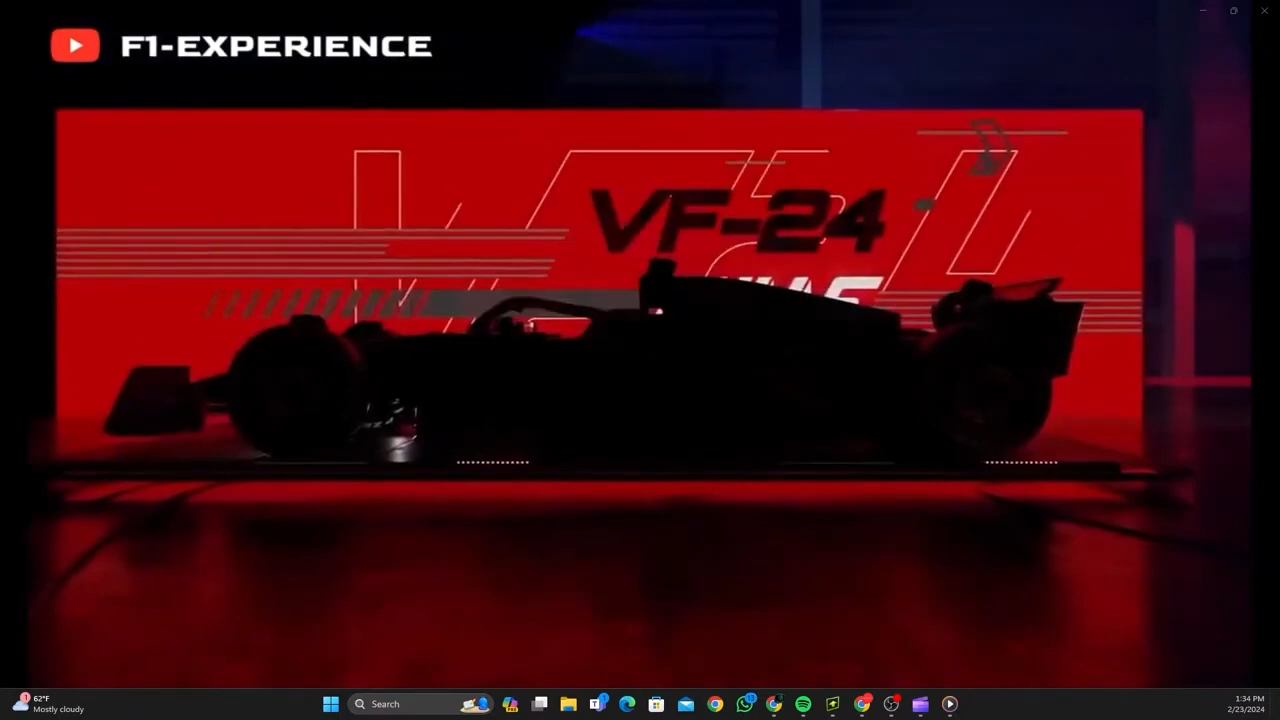 F1-EXPERIENCE
VF-24
Search
62°F
Mostly cloudy
1:34 PM
2/23/2024